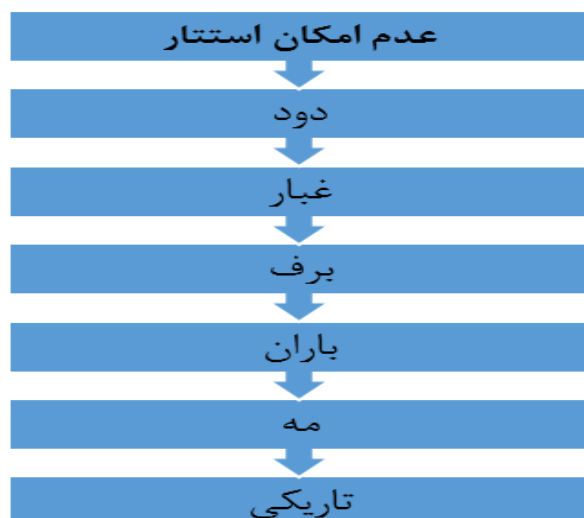 عدم امکان استتار
دود
غبار
برف
باران
مه
تاریکی